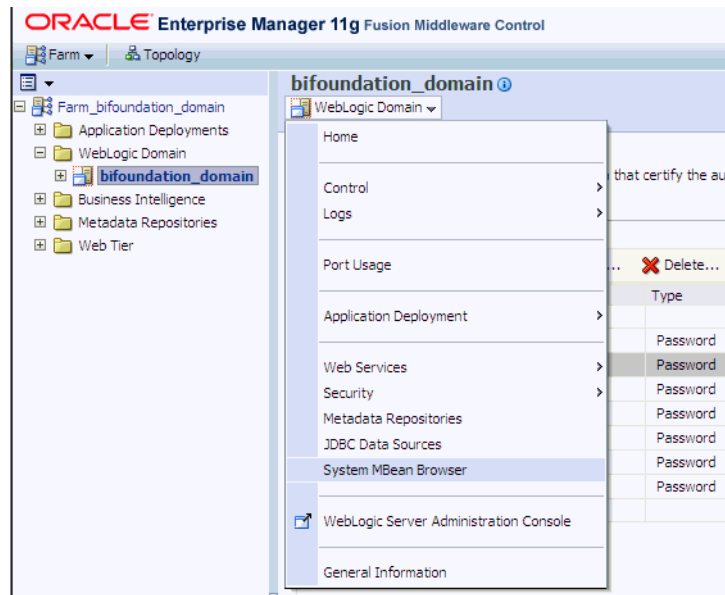 ORACLE Enterprise Manager 11g Fusion Middleware Control
Farm Topology
bifoundation_domain
WebLogic Domain
Farm_bifoundation_domain
Application Deployments
WebLogic Domain
bifoundation_domain
Business Intelligence
Metadata Repositories
Web Tier
Home
Control
Logs
Port Usage
Application Deployment
Web Services
Security
Metadata Repositories
JDBC Data Sources
System MBean Browser
WebLogic Server Administration Console
General Information
that certify the au
... Delete...
Type
Password
Password
Password
Password
Password
Password
Password